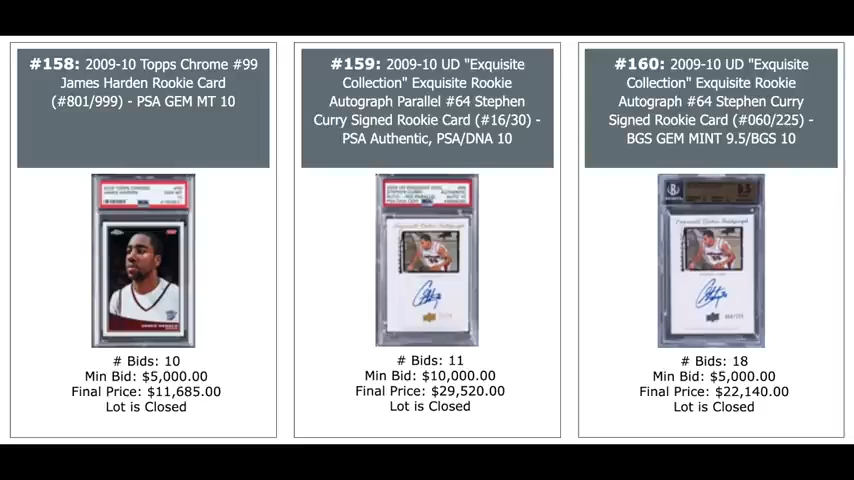 #158: 2009-10 Topps Chrome #99
James Harden Rookie Card
(#801/999) - PSA GEM MT 10
# Bids: 10
Min Bid: $5,000.00
Final Price: $11,685.00
Lot is Closed
#159: 2009-10 UD "Exquisite
Collection" Exquisite Rookie
Autograph Parallel #64 Stephen
Curry Signed Rookie Card (#16/30) -
PSA Authentic, PSA/DNA 10
# Bids: 11
Min Bid: $10,000.00
Final Price: $29,520.00
Lot is Closed
#160: 2009-10 UD "Exquisite
Collection" Exquisite Rookie
Autograph #64 Stephen Curry
Signed Rookie Card (#060/225) -
BGS GEM MINT 9.5/BGS 10
# Bids: 18
Min Bid: $5,000.00
Final Price: $22,140.00
Lot is Closed